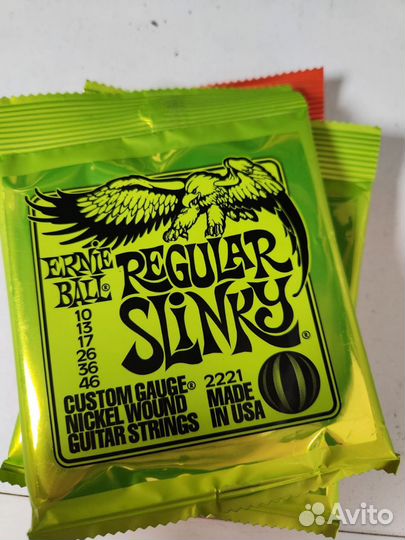 ERNIE BALL®
REGULAR
SLINKY®
10
13
17
26
36
46
CUSTOM GAUGE®
NICKEL WOUND
GUITAR STRINGS
2221
MADE
IN USA
Avito